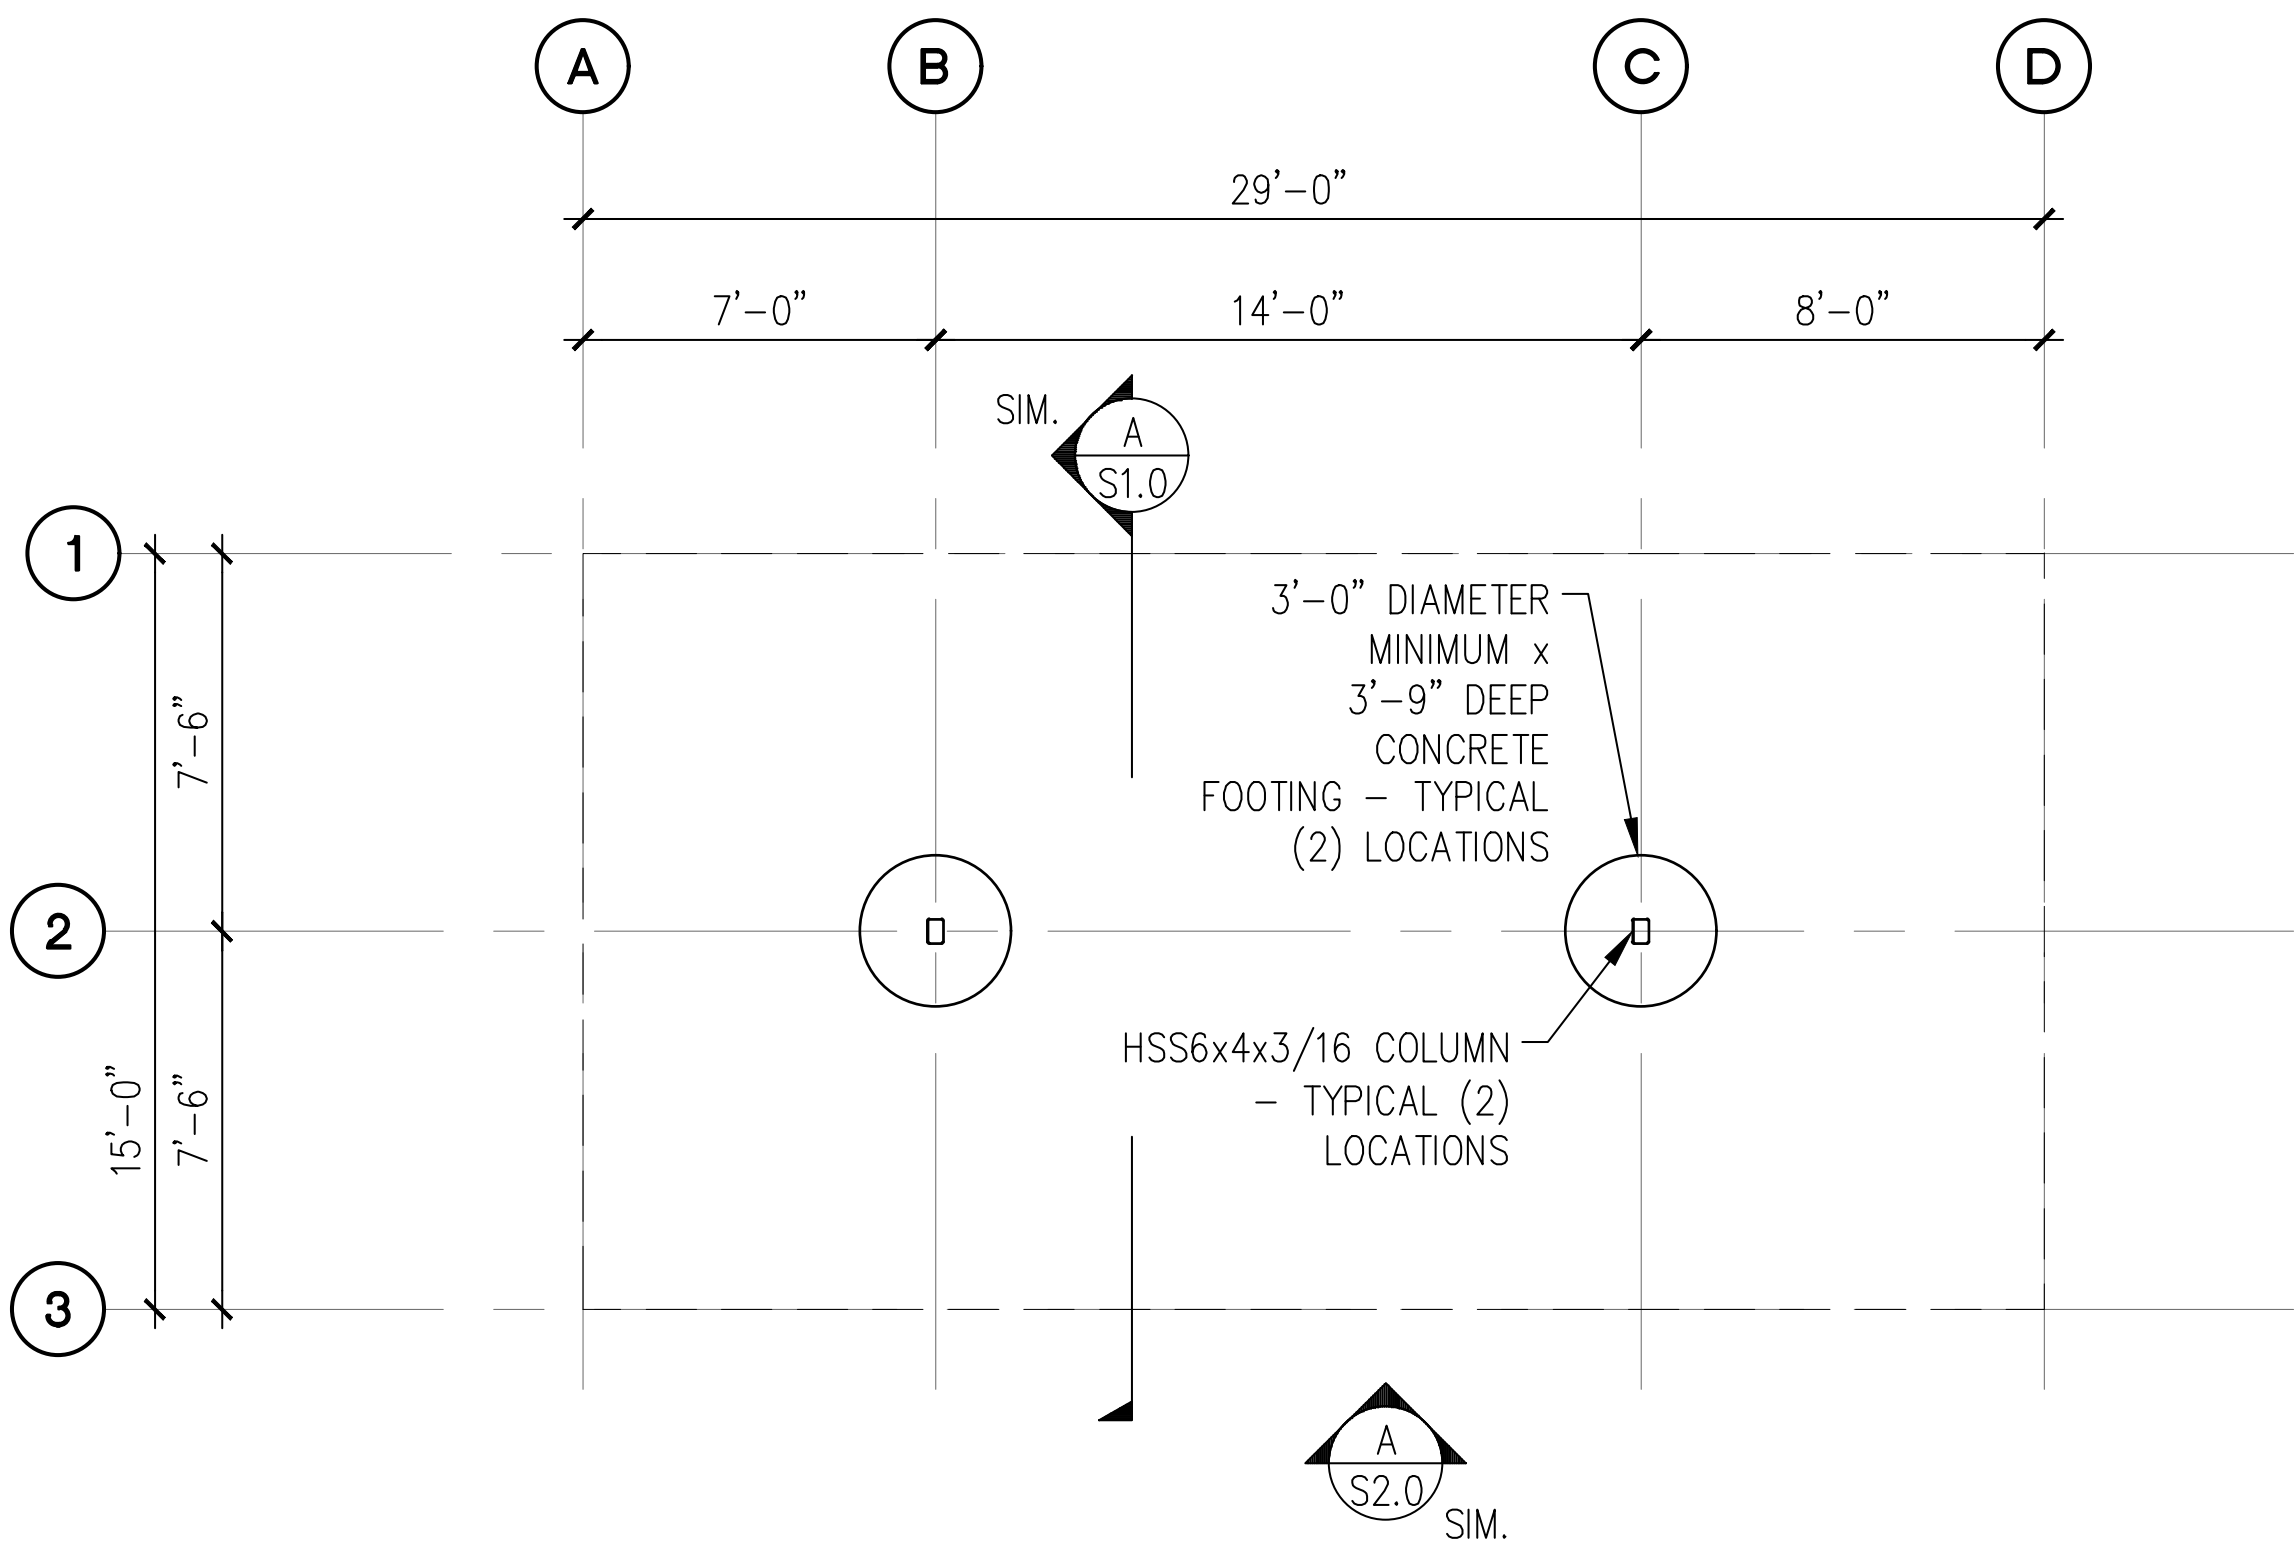 A B C D
29'-0"
7'-0" 14'-0" 8'-0"
SIM.
A
S1.0
1
3'-0" DIAMETER
MINIMUM x
3'-9" DEEP
CONCRETE
FOOTING - TYPICAL
(2) LOCATIONS
7'-6"
2
HSS6x4x3/16 COLUMN
- TYPICAL (2)
LOCATIONS
15'-0"
7'-6"
3
A
S2.0
SIM.